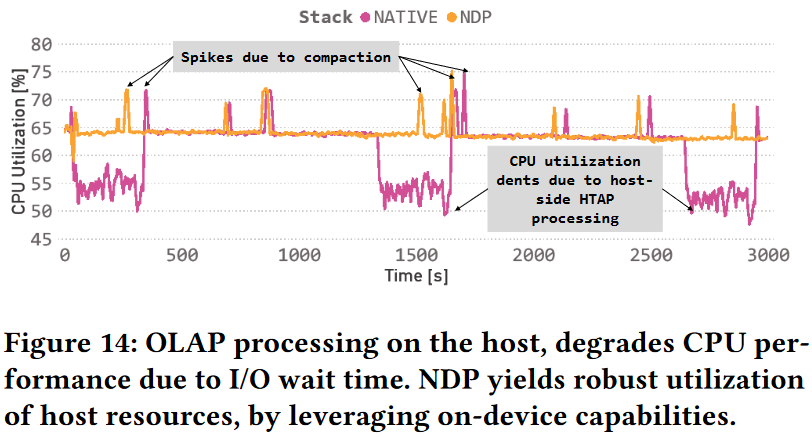 Stack NATIVE NDP
80
75
70
65
60
55
50
45
CPU Utilization [%]
Spikes due to compaction
CPU utilization
dents due to host-
side HTAP
processing
0 500 1000 1500 2000 2500 3000
Time [s]
Figure 14: OLAP processing on the host, degrades CPU per-
formance due to I/O wait time. NDP yields robust utilization
of host resources, by leveraging on-device capabilities.